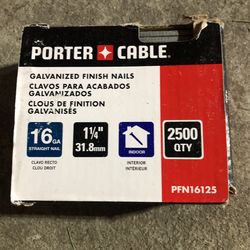 PORTER CABLE
GALVANIZED FINISH NAILS
CLAVOS PARA ACABADOS
GALVANIZADOS
CLOUS DE FINITION
GALVANISÉS
16 GA
STRAIGHT NAIL
CLAVO RECTO
CLOU DROIT
1¼"
31.8mm
INDOOR
INTERIOR
INTÉRIEUR
2500
QTY
PFN16125